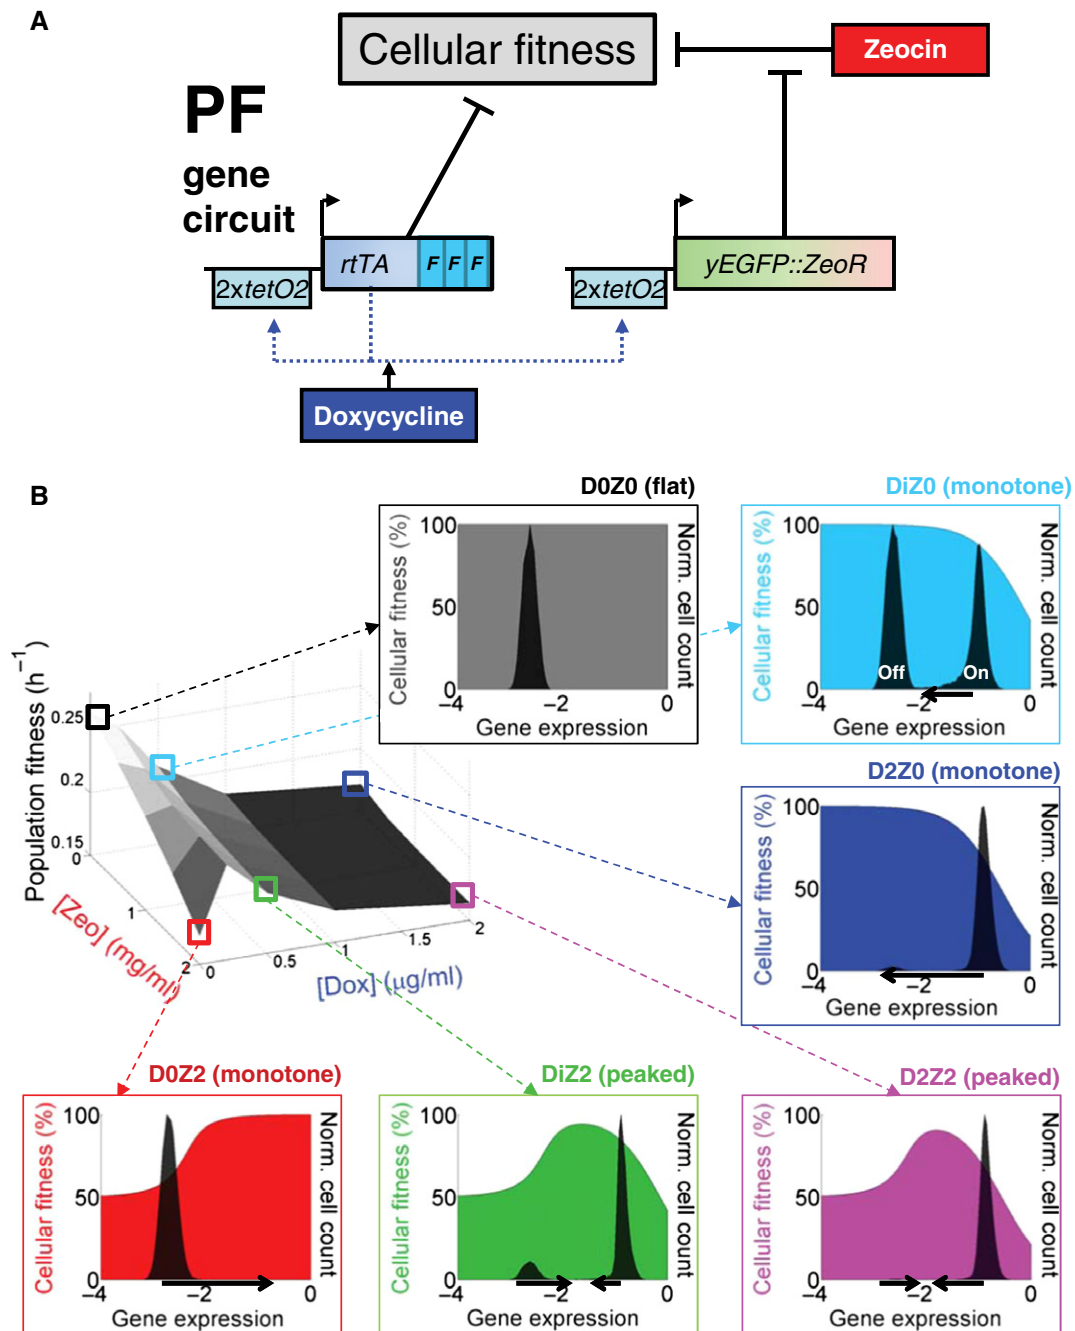 A
Cellular fitness
Zeocin
PF
gene
circuit
rtTA
F F F
yEGFP::ZeoR
2xtetO2
2xtetO2
Doxycycline
B
D0Z0 (flat)
Cellular fitness (%)
100
50
0
−4 −2 0
Gene expression
Norm. cell count
DiZ0 (monotone)
Cellular fitness (%)
100
50
0
Off
On
−4 −2 0
Gene expression
Norm. cell count
Population fitness (h−1)
0.25
0.2
0.15
0
1
2
[Zeo] (mg/ml)
0
0.5
1
1.5
2
[Dox] (μg/ml)
D2Z0 (monotone)
Cellular fitness (%)
100
50
0
−4 −2 0
Gene expression
Norm. cell count
D0Z2 (monotone)
Cellular fitness (%)
100
50
0
−4 −2 0
Gene expression
Norm. cell count
DiZ2 (peaked)
Cellular fitness (%)
100
50
0
−4 −2 0
Gene expression
Norm. cell count
D2Z2 (peaked)
Cellular fitness (%)
100
50
0
−4 −2 0
Gene expression
Norm. cell count